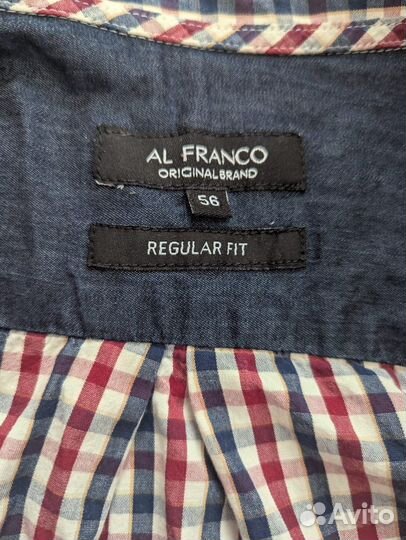 AL FRANCO
ORIGINAL BRAND
56
REGULAR FIT
Avito